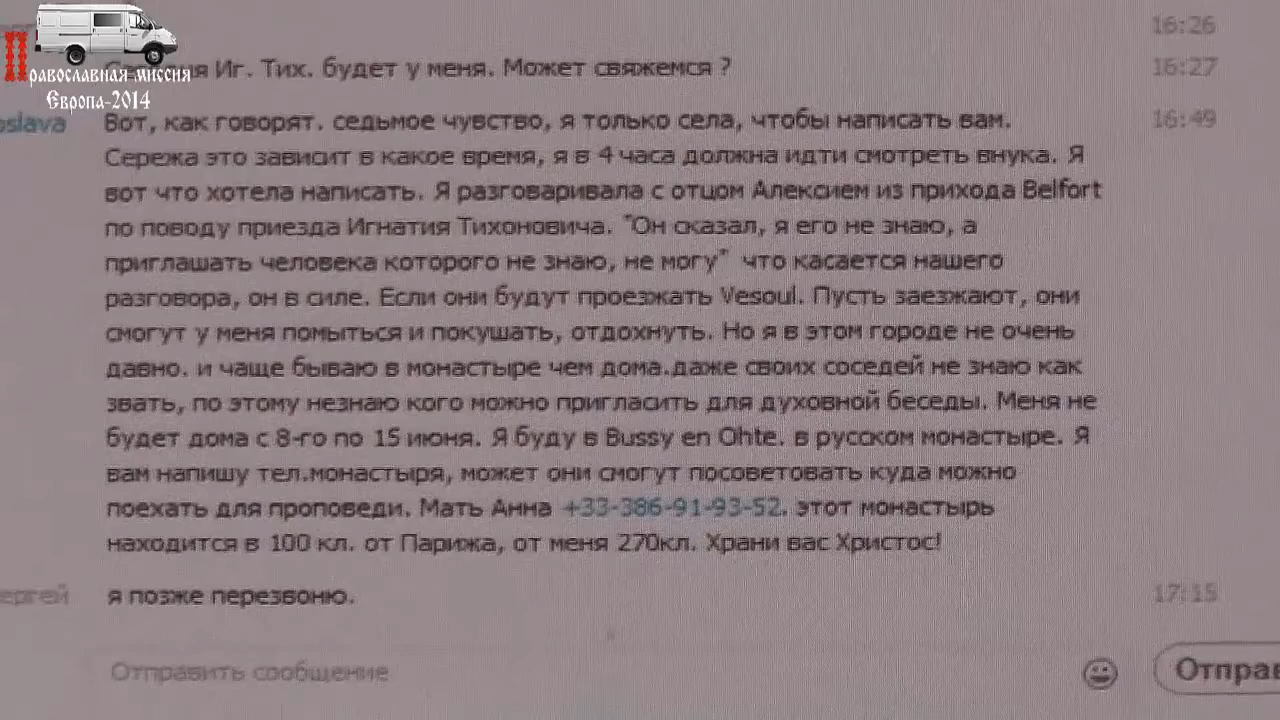 16:26
Православная миссия
Европа-2014
Иг. Тих. будет у меня. Может свяжемся ?
16:27
oslava
Вот, как говорят. седьмое чувство, я только села, чтобы написать вам.
16:49
Сережа это зависит в какое время, я в 4 часа должна идти смотреть внука. Я
вот что хотела написать. Я разговаривала с отцом Алексием из прихода Belfort
по поводу приезда Игнатия Тихоновича. "Он сказал, я его не знаю, а
приглашать человека которого не знаю, не могу" что касается нашего
разговора, он в силе. Если они будут проезжать Vesoul. Пусть заезжают, они
смогут у меня помыться и покушать, отдохнуть. Но я в этом городе не очень
давно. и чаще бываю в монастыре чем дома.даже своих соседей не знаю как
звать, по этому незнаю кого можно пригласить для духовной беседы. Меня не
будет дома с 8-го по 15 июня. Я буду в Bussy en Ohte. в русском монастыре. Я
вам напишу тел.монастыря, может они смогут посоветовать куда можно
поехать для проповеди. Мать Анна +33-386-91-93-52. этот монастырь
находится в 100 кл. от Парижа, от меня 270кл. Храни вас Христос!
ергей
я позже перезвоню.
17:15
Отправить сообщение
Отправ